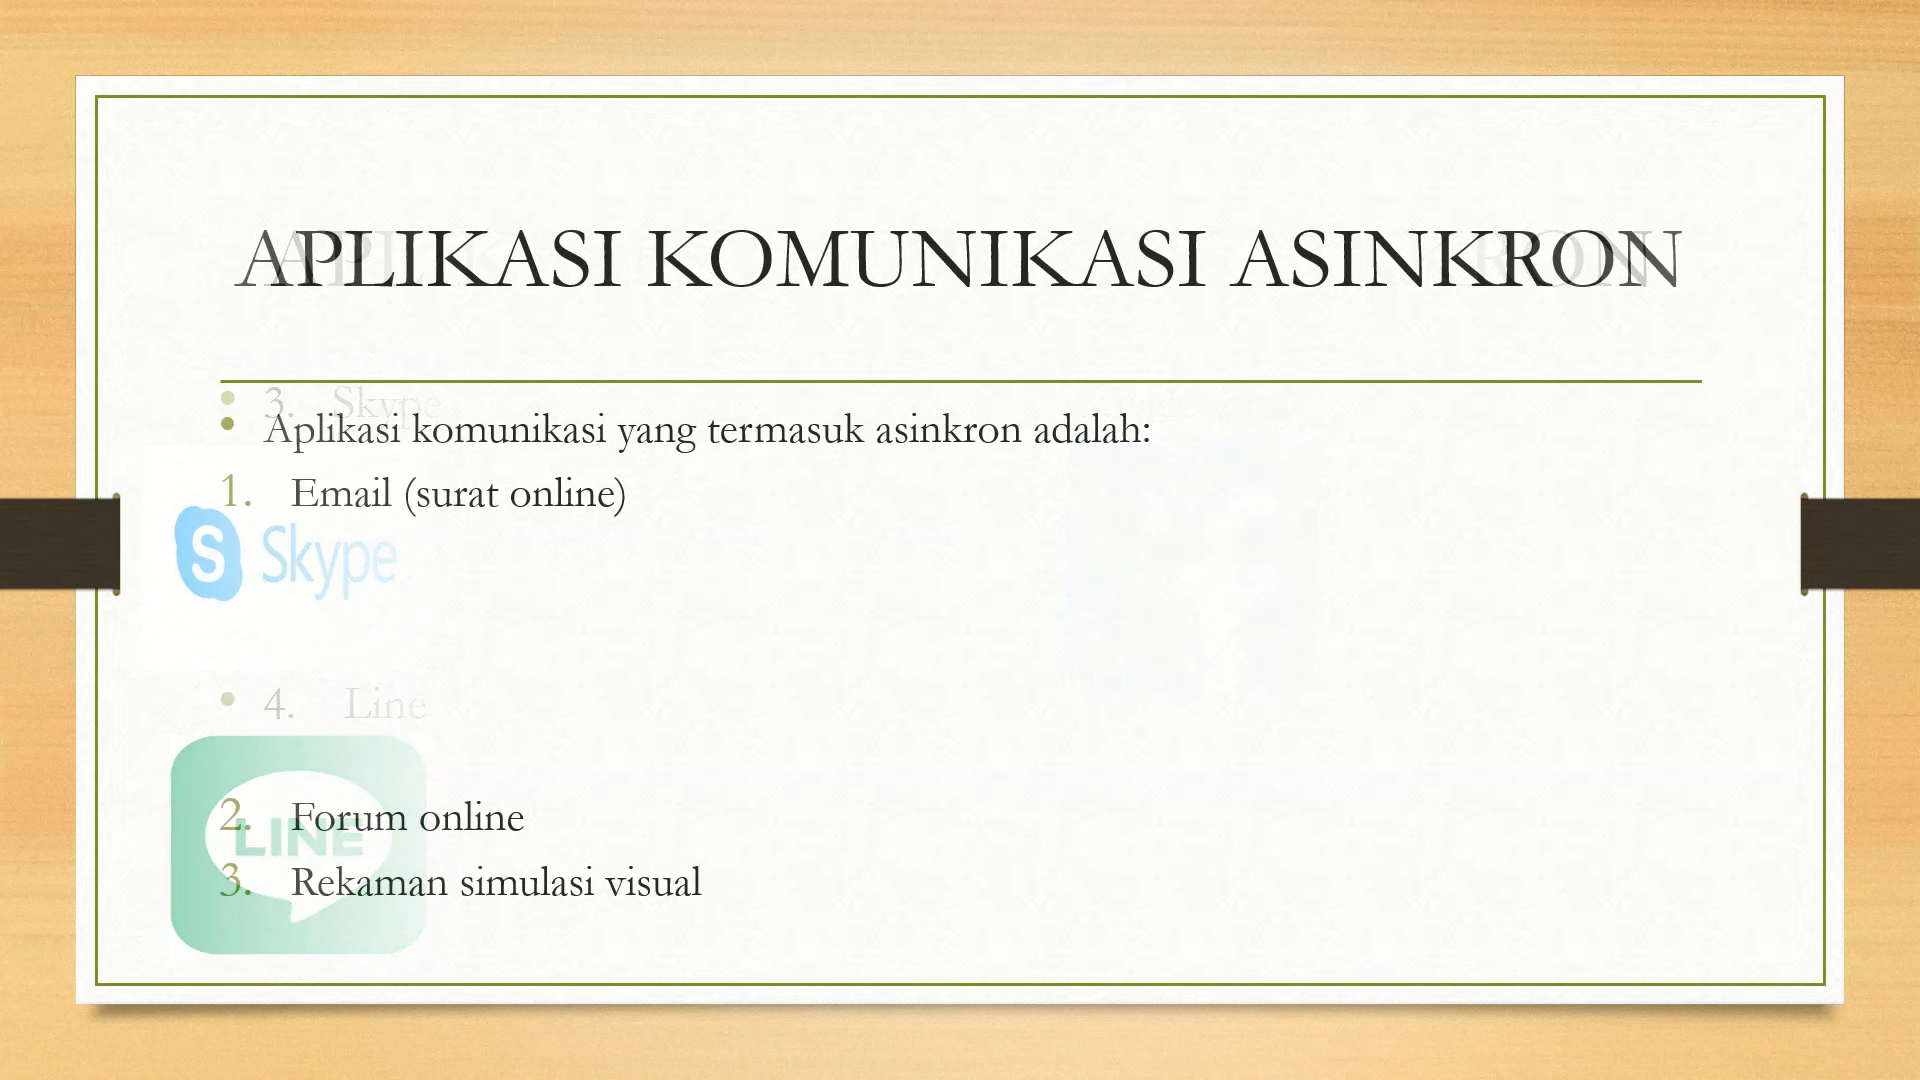 APLIKASI KOMUNIKASI ASINKRON
• 3. Skype
• Aplikasi komunikasi yang termasuk asinkron adalah:
1. Email (surat online)
Skype
• 4. Line
LINE
2. Forum online
3. Rekaman simulasi visual